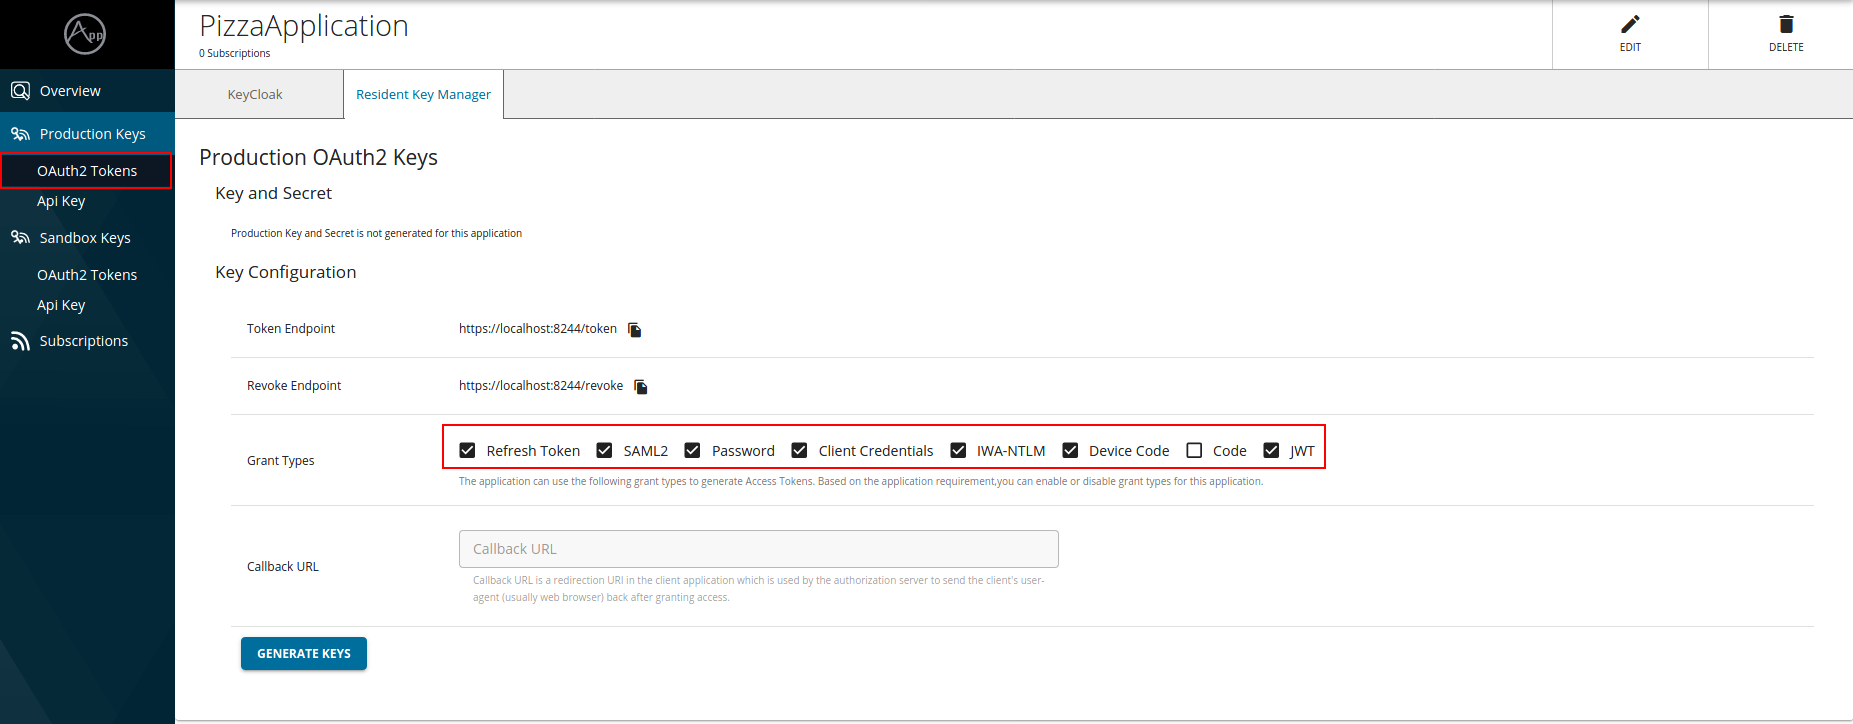 App
PizzaApplication
0 Subscriptions
EDIT
DELETE
Overview
Production Keys
OAuth2 Tokens
Api Key
Sandbox Keys
OAuth2 Tokens
Api Key
Subscriptions
KeyCloak
Resident Key Manager
Production OAuth2 Keys
Key and Secret
Production Key and Secret is not generated for this application
Key Configuration
Token Endpoint
https://localhost:8244/token
Revoke Endpoint
https://localhost:8244/revoke
Grant Types
Refresh Token SAML2 Password Client Credentials IWA-NTLM Device Code Code JWT
The application can use the following grant types to generate Access Tokens. Based on the application requirement,you can enable or disable grant types for this application.
Callback URL
Callback URL
Callback URL is a redirection URI in the client application which is used by the authorization server to send the client's user-
agent (usually web browser) back after granting access.
GENERATE KEYS